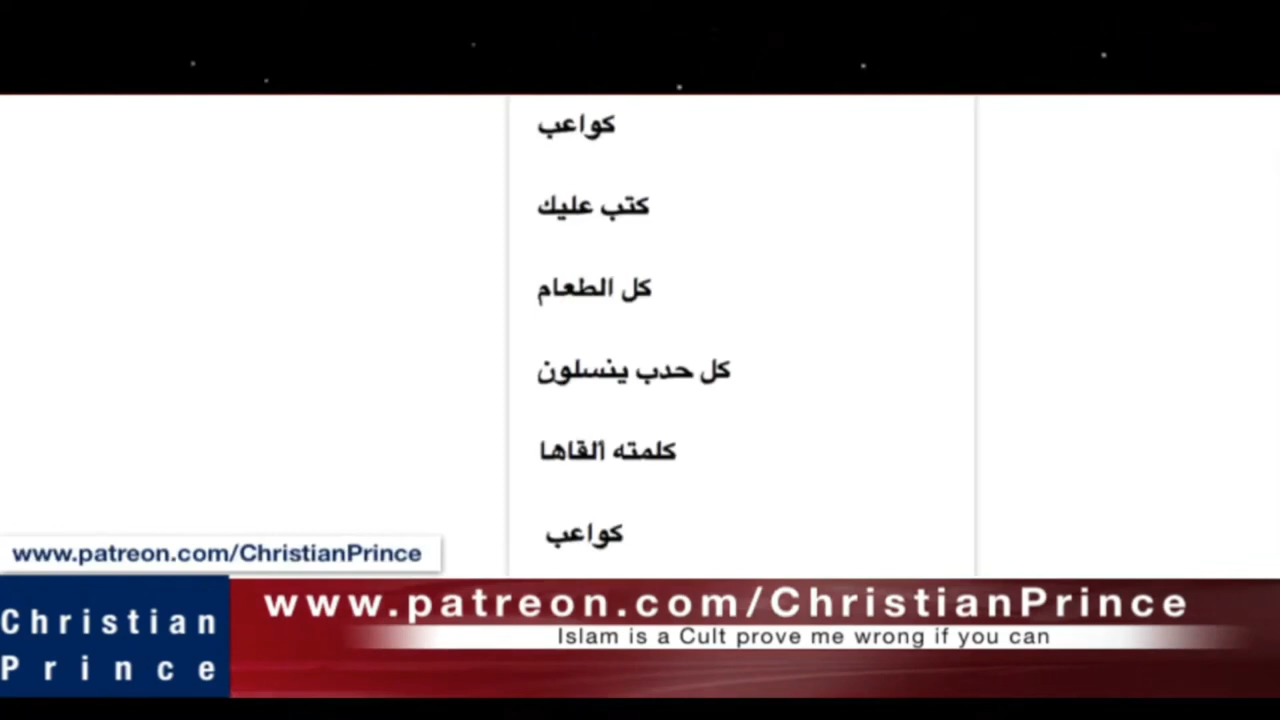 كواعب
كتب عليك
كل الطعام
كل حدب ينسلون
كلمته ألقاها
كواعب
www.patreon.com/ChristianPrince
Christian
Prince
www.patreon.com/ChristianPrince
Islam is a Cult prove me wrong if you can